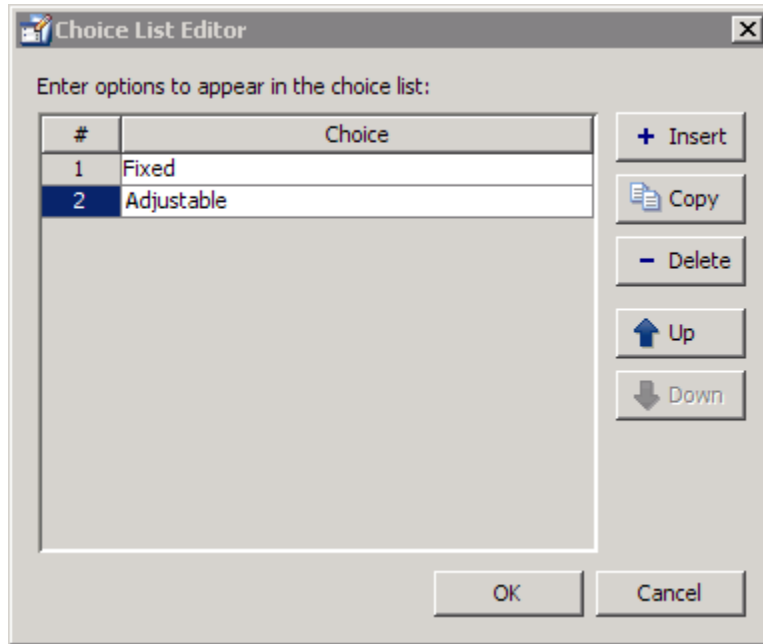 Choice List Editor
Enter options to appear in the choice list:
# Choice
1 Fixed
2 Adjustable
+ Insert
Copy
- Delete
Up
Down
OK Cancel